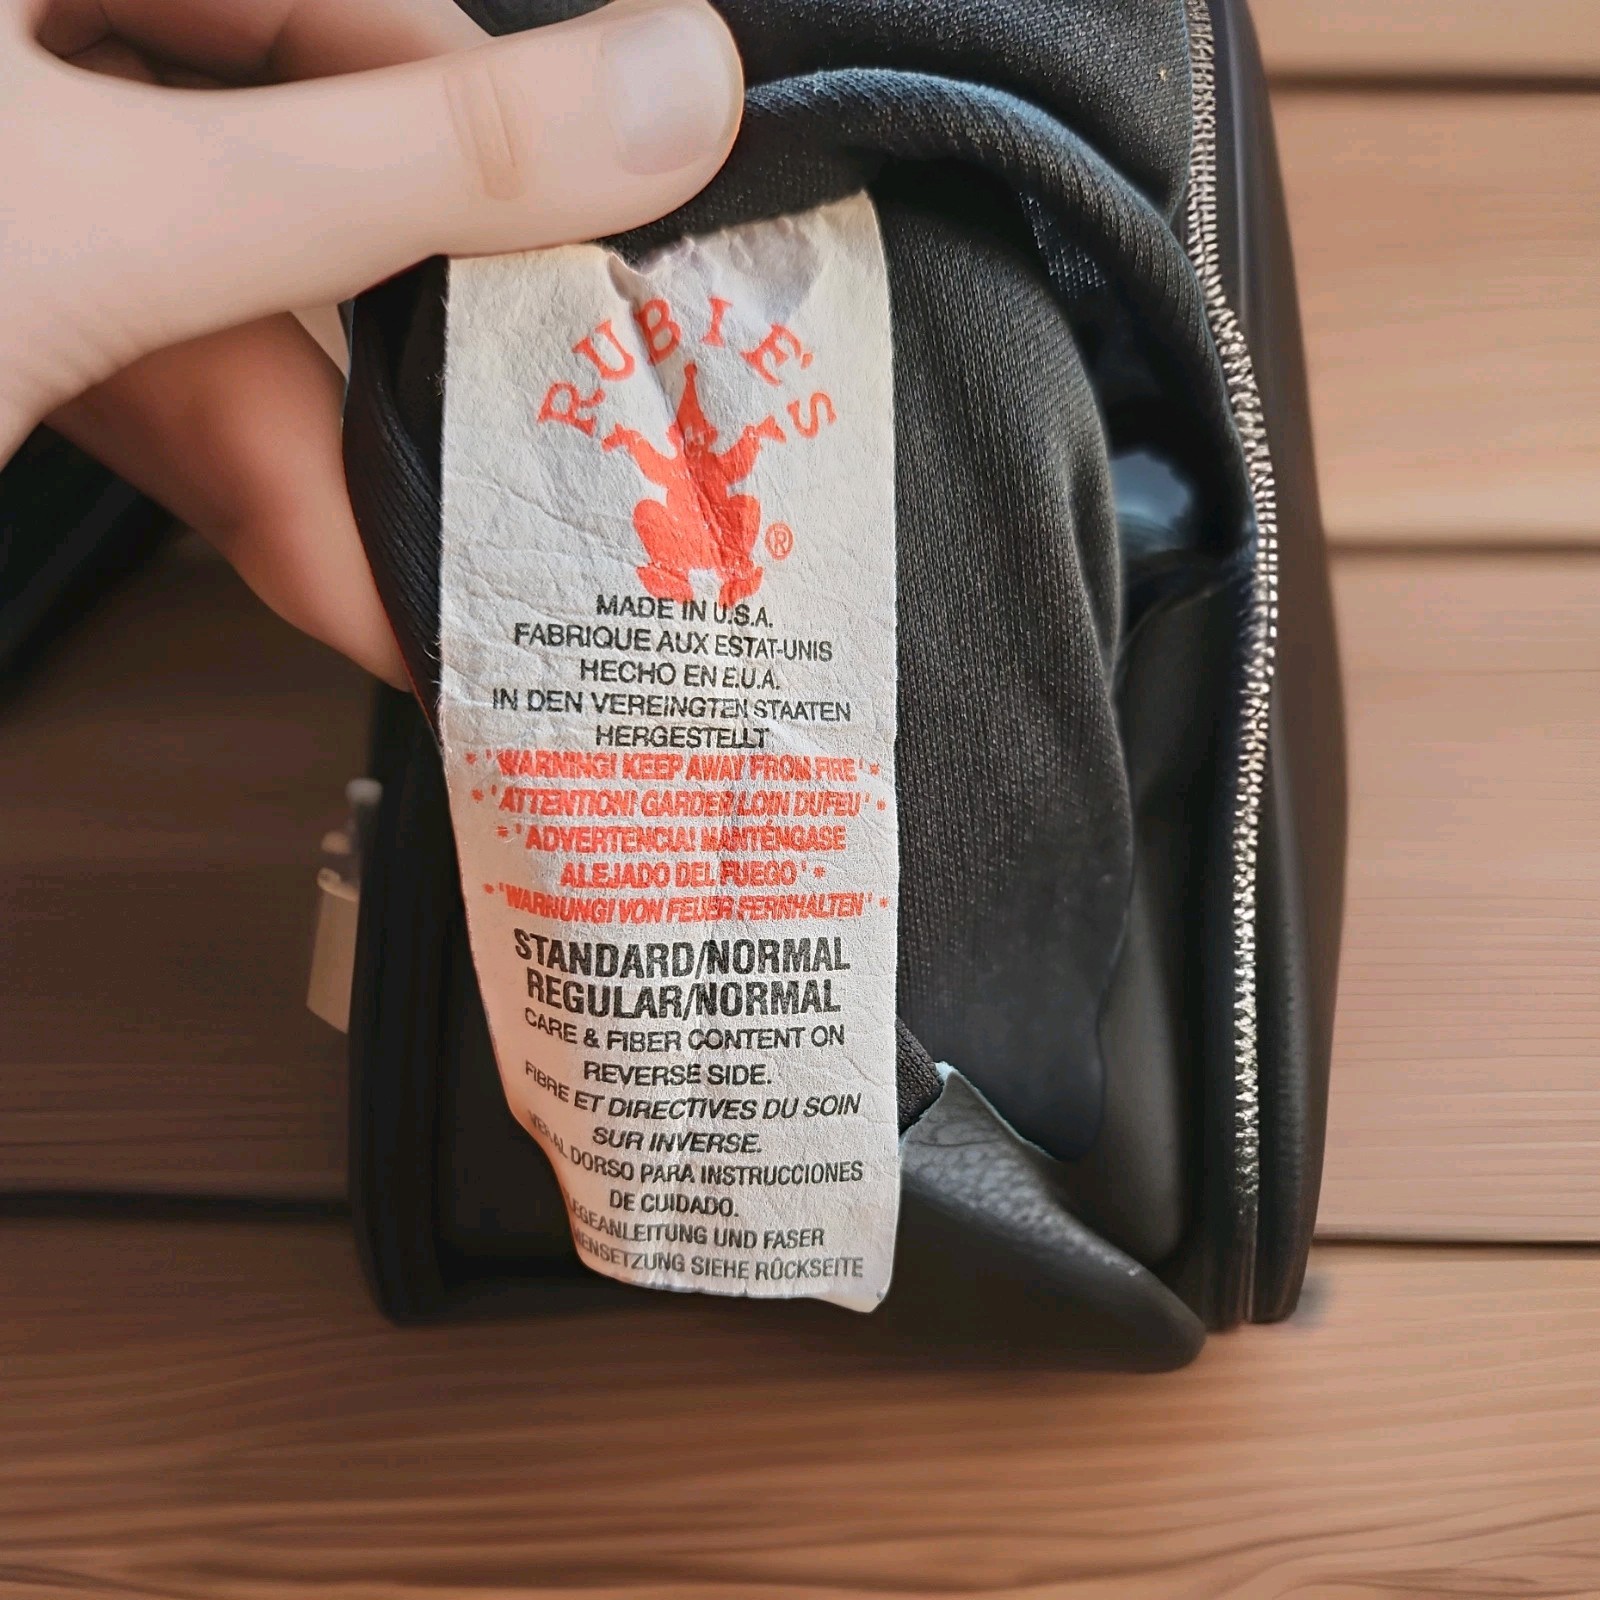 RUBIE'S
®
MADE IN U.S.A.
FABRIQUE AUX ESTAT-UNIS
HECHO EN E.U.A.
IN DEN VEREINGTEN STAATEN
HERGESTELLT
* 'WARNING! KEEP AWAY FROM FIRE' *
* 'ATTENTION! GARDER LOIN DUFEU' *
* 'ADVERTENCIA! MANTÉNGASE
ALEJADO DEL FUEGO' *
* 'WARNUNG! VON FEUER FERNHALTEN' *
STANDARD/NORMAL
REGULAR/NORMAL
CARE & FIBER CONTENT ON
REVERSE SIDE.
FIBRE ET DIRECTIVES DU SOIN
SUR INVERSE.
VER AL DORSO PARA INSTRUCCIONES
DE CUIDADO.
UND FASER
SIEHE RÜCKSEITE